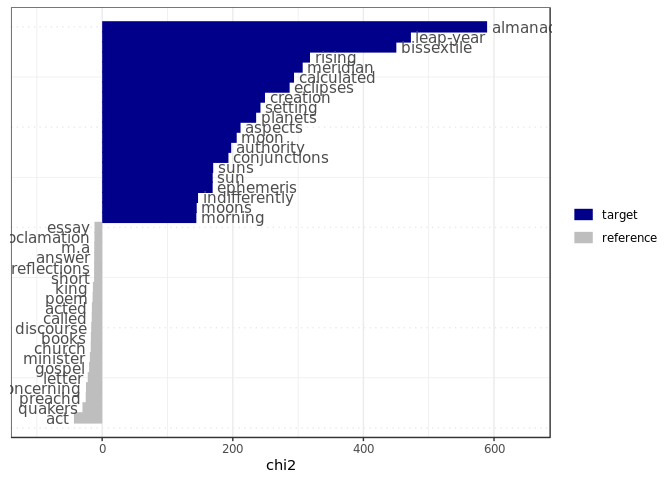 almanac
leap-year
bissextile
rising
meridian
calculated
eclipses
creation
setting
planets
aspects
moon
authority
conjunctions
suns
sun
ephemeris
indifferently
moons
morning
essay
oclamation
m.a
answer
reflections
short
king
poem
acted
called
discourse
books
church
minister
gospel
letter
oncerning
preachd
quakers
act
target
reference
0 200 400 600
chi2